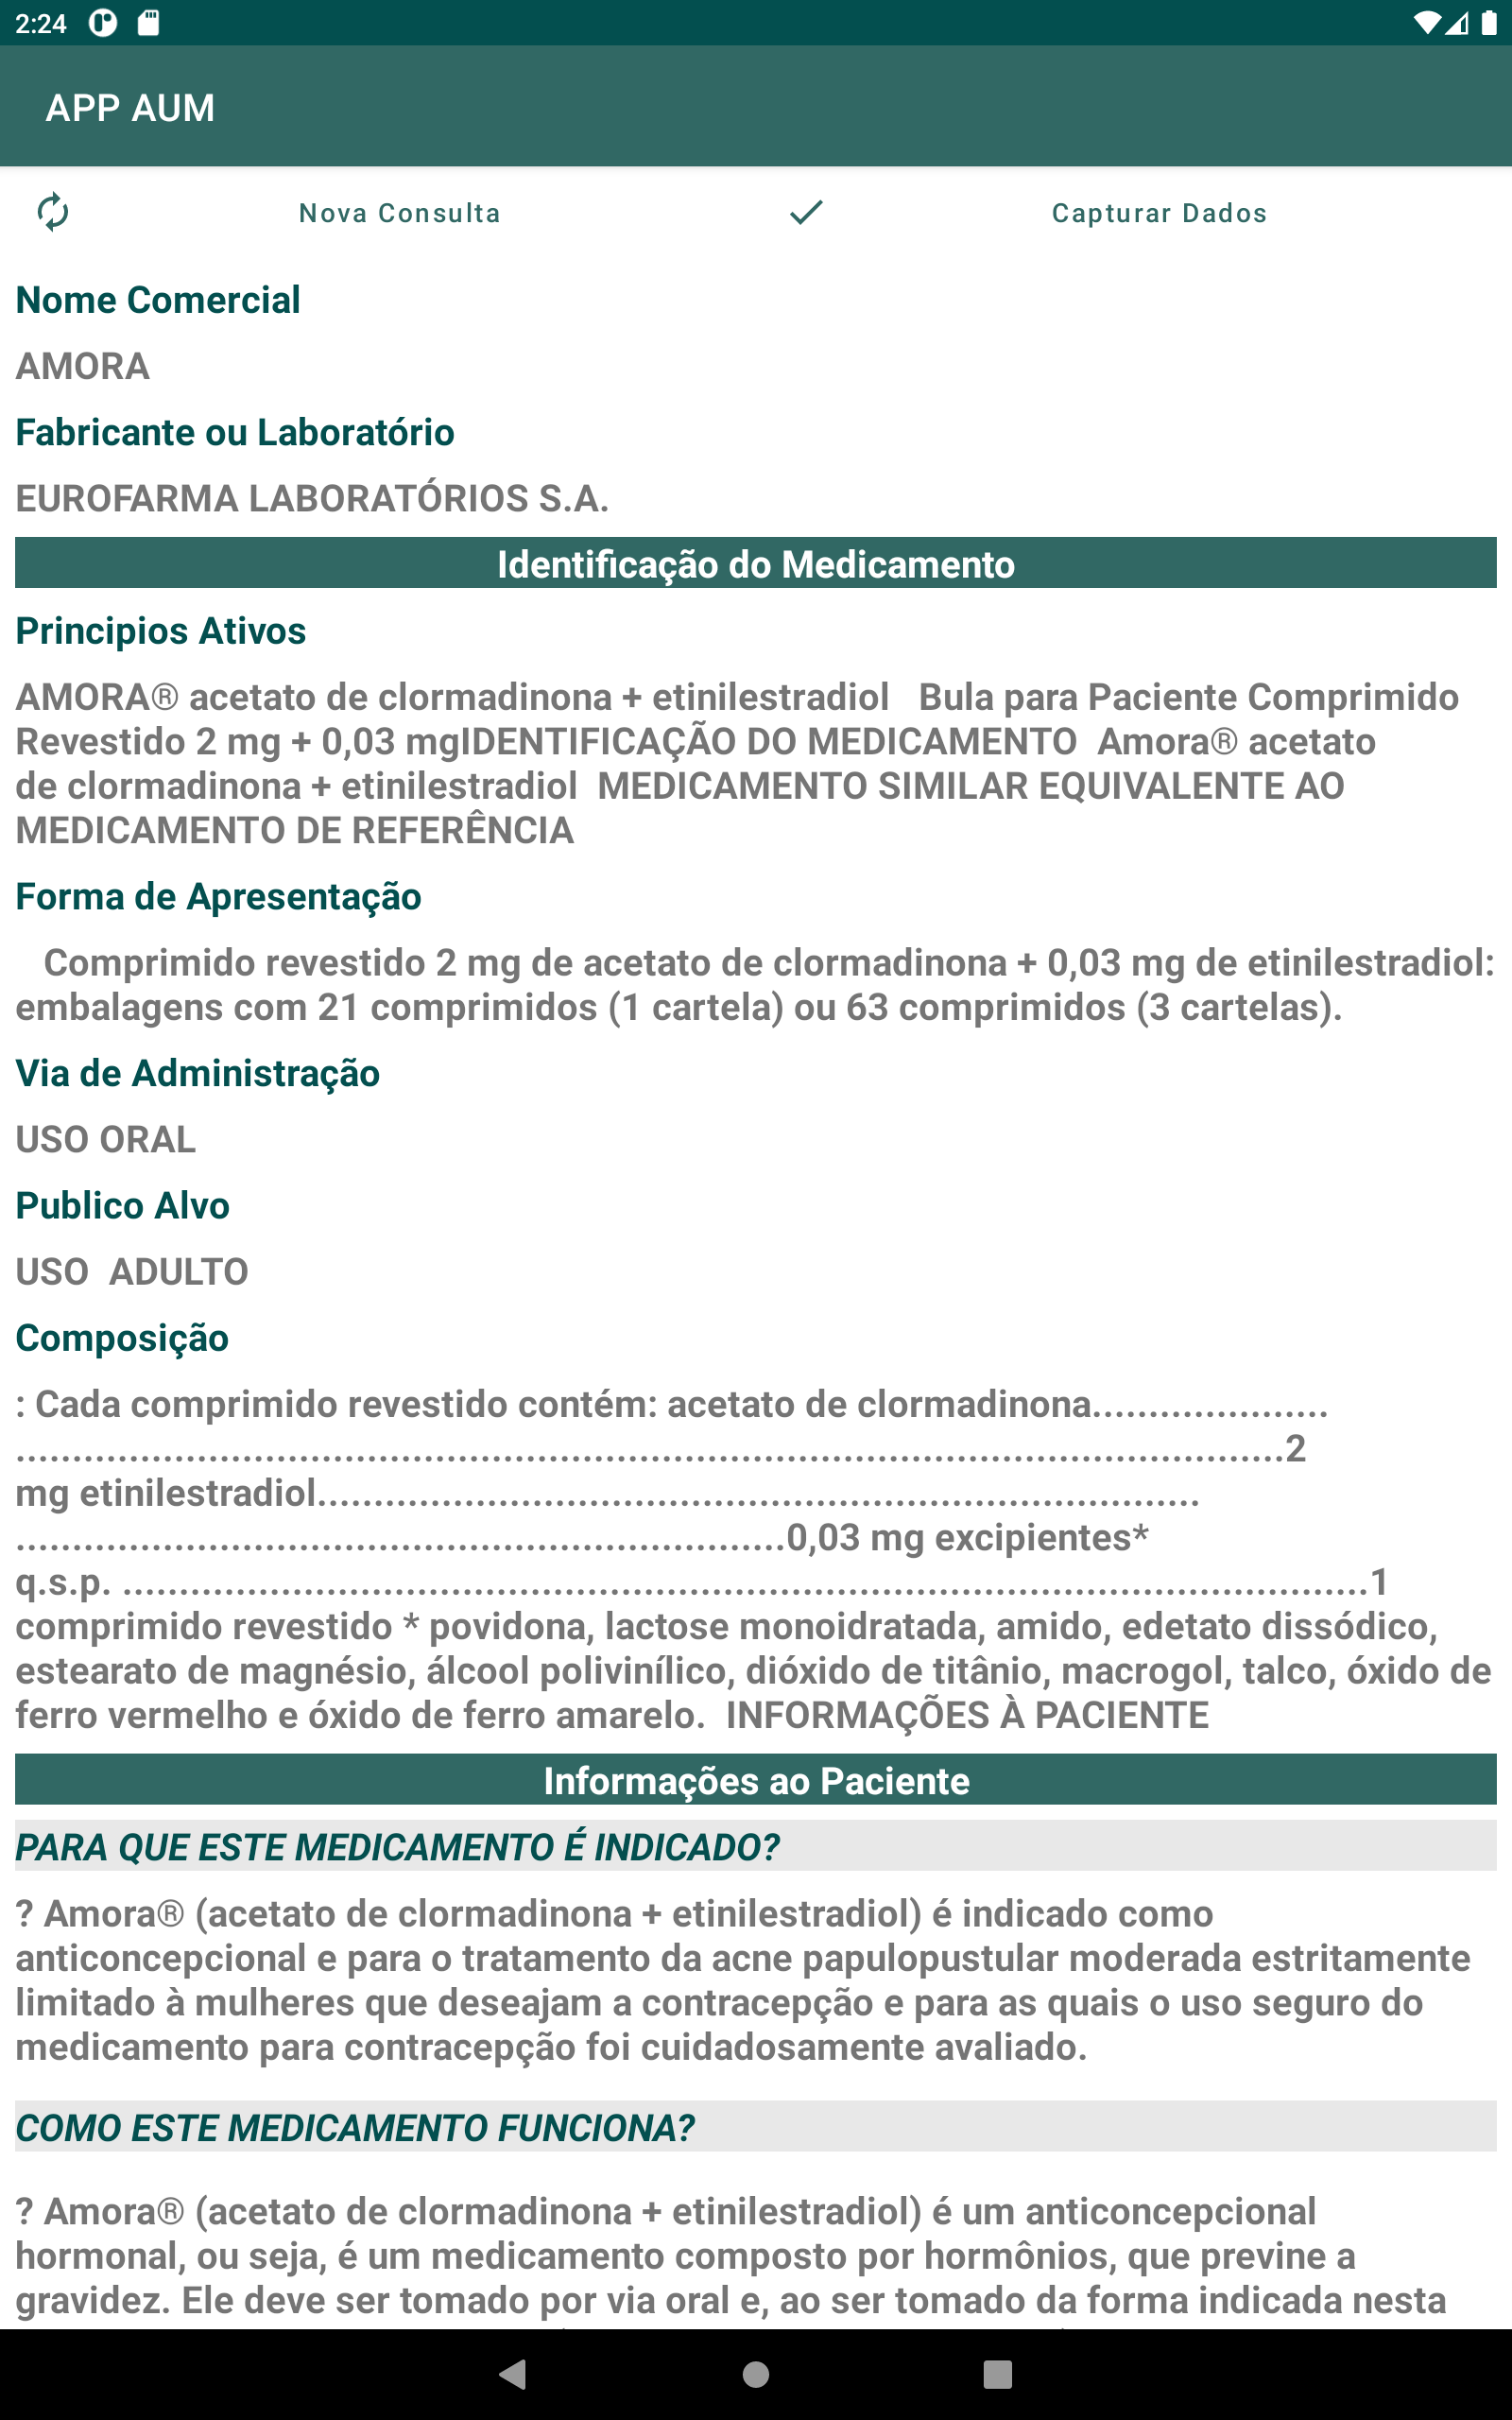 2:24
APP AUM
Nova Consulta
Capturar Dados
Nome Comercial
AMORA
Fabricante ou Laboratório
EUROFARMA LABORATÓRIOS S.A.
Identificação do Medicamento
Principios Ativos
AMORA® acetato de clormadinona + etinilestradiol   Bula para Paciente Comprimido
Revestido 2 mg + 0,03 mgIDENTIFICAÇÃO DO MEDICAMENTO  Amora® acetato
de clormadinona + etinilestradiol  MEDICAMENTO SIMILAR EQUIVALENTE AO
MEDICAMENTO DE REFERÊNCIA
Forma de Apresentação
Comprimido revestido 2 mg de acetato de clormadinona + 0,03 mg de etinilestradiol:
embalagens com 21 comprimidos (1 cartela) ou 63 comprimidos (3 cartelas).
Via de Administração
USO ORAL
Publico Alvo
USO  ADULTO
Composição
: Cada comprimido revestido contém: acetato de clormadinona.....................
................................................................................................................2
mg etinilestradiol..............................................................................
....................................................................0,03 mg excipientes*
q.s.p. ..............................................................................................................1
comprimido revestido * povidona, lactose monoidratada, amido, edetato dissódico,
estearato de magnésio, álcool polivinílico, dióxido de titânio, macrogol, talco, óxido de
ferro vermelho e óxido de ferro amarelo.  INFORMAÇÕES À PACIENTE
Informações ao Paciente
PARA QUE ESTE MEDICAMENTO É INDICADO?
? Amora® (acetato de clormadinona + etinilestradiol) é indicado como
anticoncepcional e para o tratamento da acne papulopustular moderada estritamente
limitado à mulheres que deseajam a contracepção e para as quais o uso seguro do
medicamento para contracepção foi cuidadosamente avaliado.
COMO ESTE MEDICAMENTO FUNCIONA?
? Amora® (acetato de clormadinona + etinilestradiol) é um anticoncepcional
hormonal, ou seja, é um medicamento composto por hormônios, que previne a
gravidez. Ele deve ser tomado por via oral e, ao ser tomado da forma indicada nesta